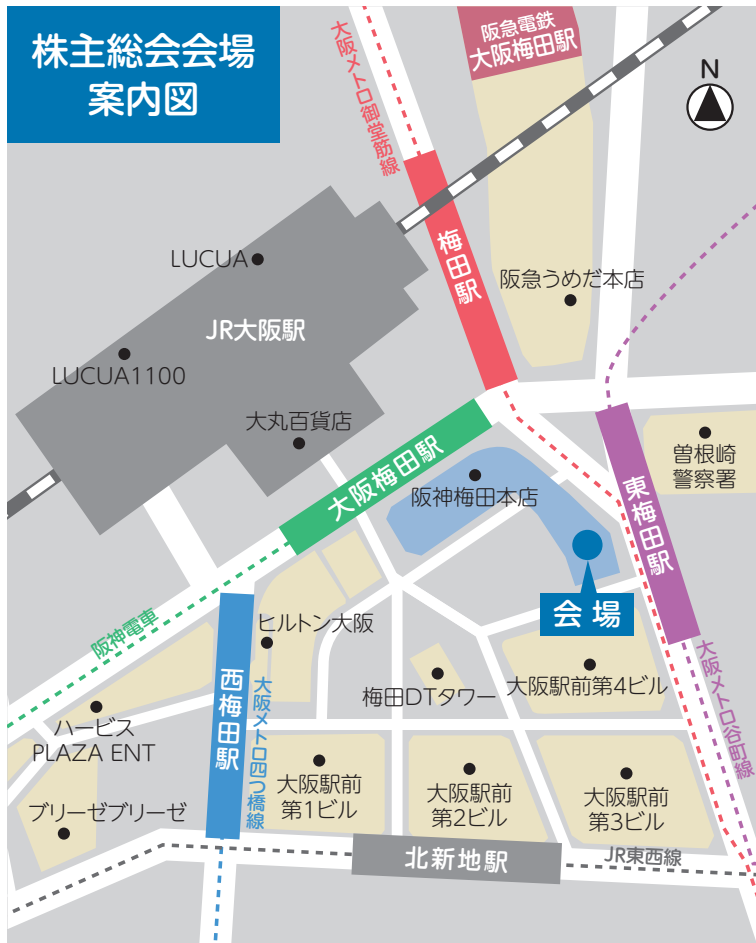 株主総会会場
案内図
大阪メトロ御堂筋線
阪急電鉄
大阪梅田駅
N
梅田駅
LUCUA
阪急うめだ本店
JR大阪駅
LUCUA1100
大丸百貨店
大阪梅田駅
阪神梅田本店
曽根崎
警察署
東梅田駅
会場
阪神電車
ヒルトン大阪
西梅田駅
大阪メトロ四つ橋線
梅田DTタワー
大阪駅前第4ビル
大阪メトロ谷町線
ハービス
PLAZA ENT
大阪駅前
第1ビル
大阪駅前
第2ビル
大阪駅前
第3ビル
ブリーゼブリーゼ
北新地駅
JR東西線